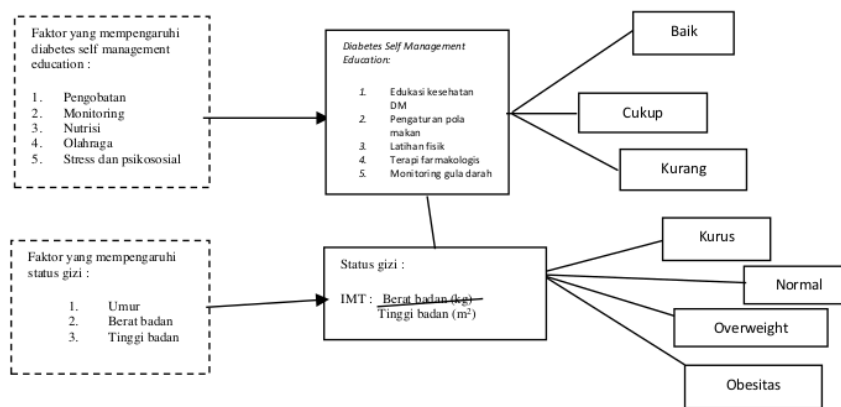 Faktor yang mempengaruhi
diabetes self management
education :
1. Pengobatan
2. Monitoring
3. Nutrisi
4. Olahraga
5. Stress dan psikososial
Diabetes Self Management
Education:
1. Edukasi kesehatan
DM
2. Pengaturan pola
makan
3. Latihan fisik
4. Terapi farmakologis
5. Monitoring gula darah
Baik
Cukup
Kurang
Faktor yang mempengaruhi
status gizi :
1. Umur
2. Berat badan
3. Tinggi badan
Status gizi :
IMT : Berat badan (kg)
Tinggi badan (m²)
Kurus
Normal
Overweight
Obesitas